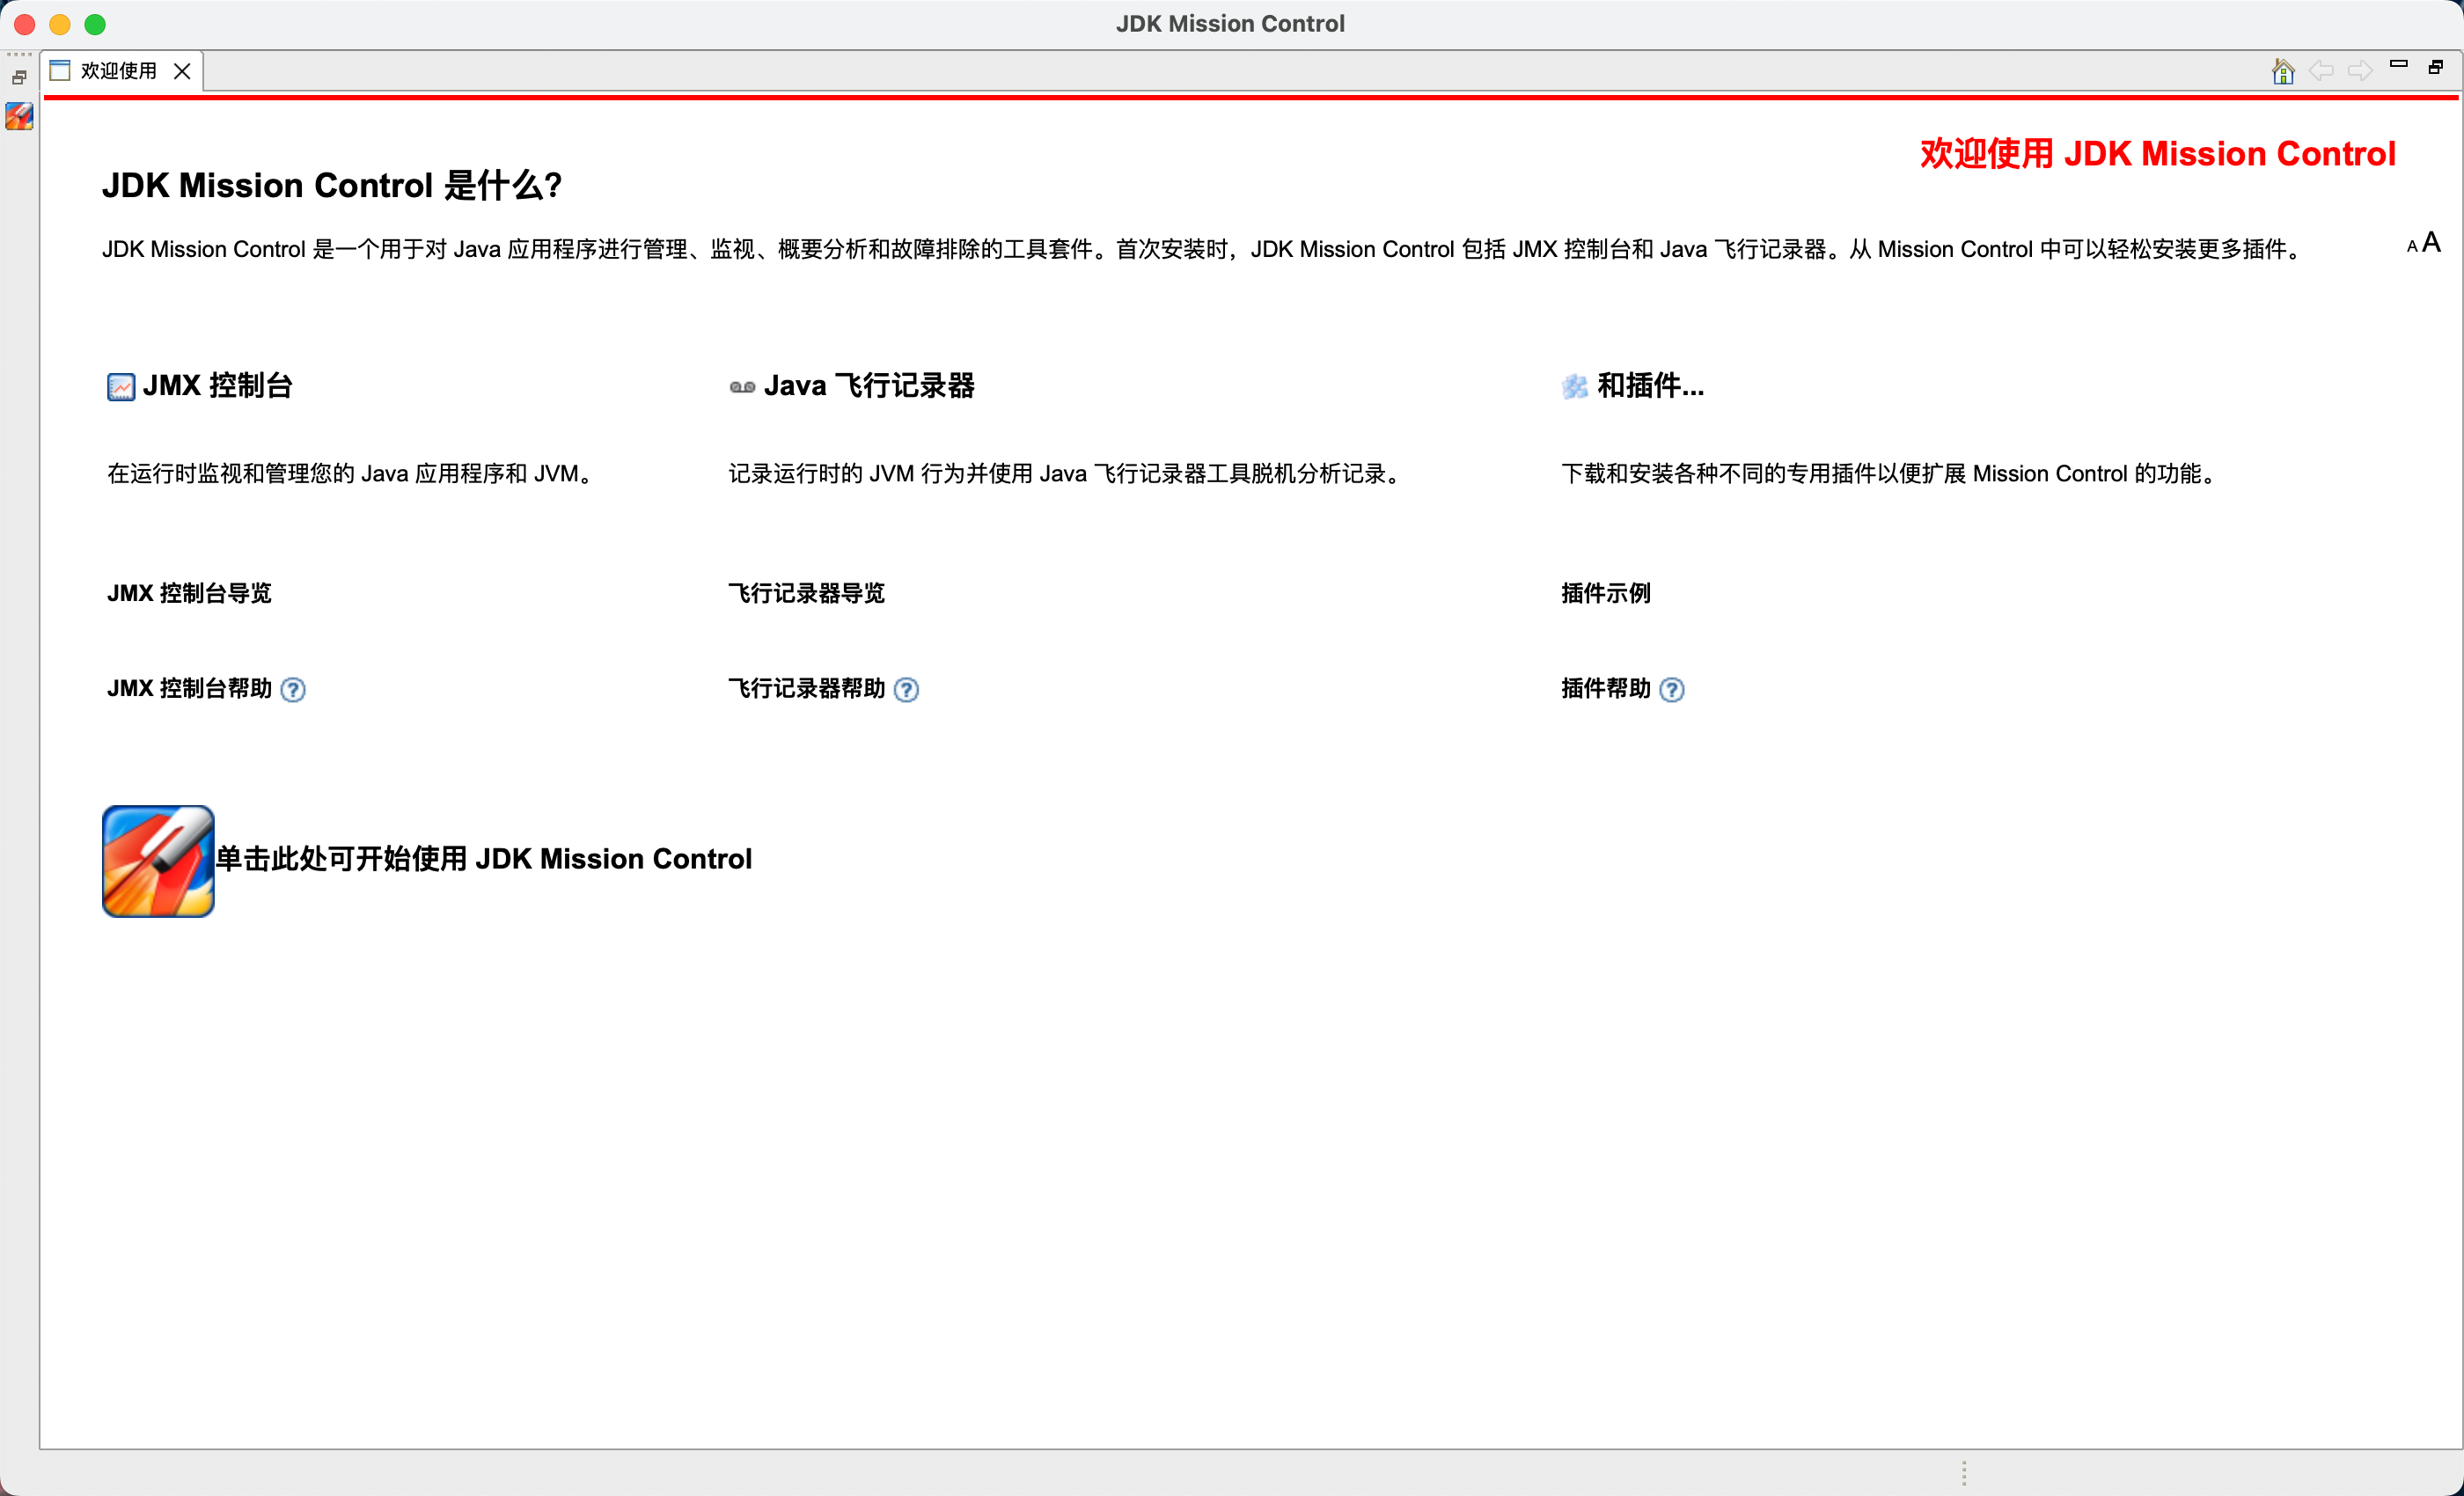 JDK Mission Control
欢迎使用
欢迎使用 JDK Mission Control
JDK Mission Control 是什么?
JDK Mission Control 是一个用于对 Java 应用程序进行管理、监视、概要分析和故障排除的工具套件。首次安装时，JDK Mission Control 包括 JMX 控制台和 Java 飞行记录器。从 Mission Control 中可以轻松安装更多插件。
A A
JMX 控制台
Java 飞行记录器
和插件...
在运行时监视和管理您的 Java 应用程序和 JVM。
记录运行时的 JVM 行为并使用 Java 飞行记录器工具脱机分析记录。
下载和安装各种不同的专用插件以便扩展 Mission Control 的功能。
JMX 控制台导览
飞行记录器导览
插件示例
JMX 控制台帮助 ?
飞行记录器帮助 ?
插件帮助 ?
单击此处可开始使用 JDK Mission Control